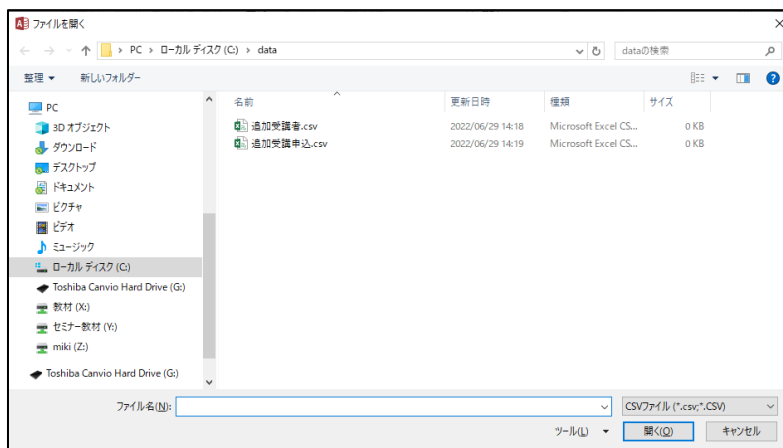 ファイルを開く
PC › ローカル ディスク (C:) › data
dataの検索
整理 新しいフォルダー
名前 更新日時 種類 サイズ
追加受講者.csv 2022/06/29 14:18 Microsoft Excel CS... 0 KB
追加受講申込.csv 2022/06/29 14:19 Microsoft Excel CS... 0 KB
PC
3D オブジェクト
ダウンロード
デスクトップ
ドキュメント
ピクチャ
ビデオ
ミュージック
ローカル ディスク (C:)
Toshiba Canvio Hard Drive (G:)
教材 (X:)
セミナー教材 (Y:)
miki (Z:)
Toshiba Canvio Hard Drive (G:)
ファイル名(N):
CSVファイル (*.csv;*.CSV)
ツール(L) 開く(O) キャンセル